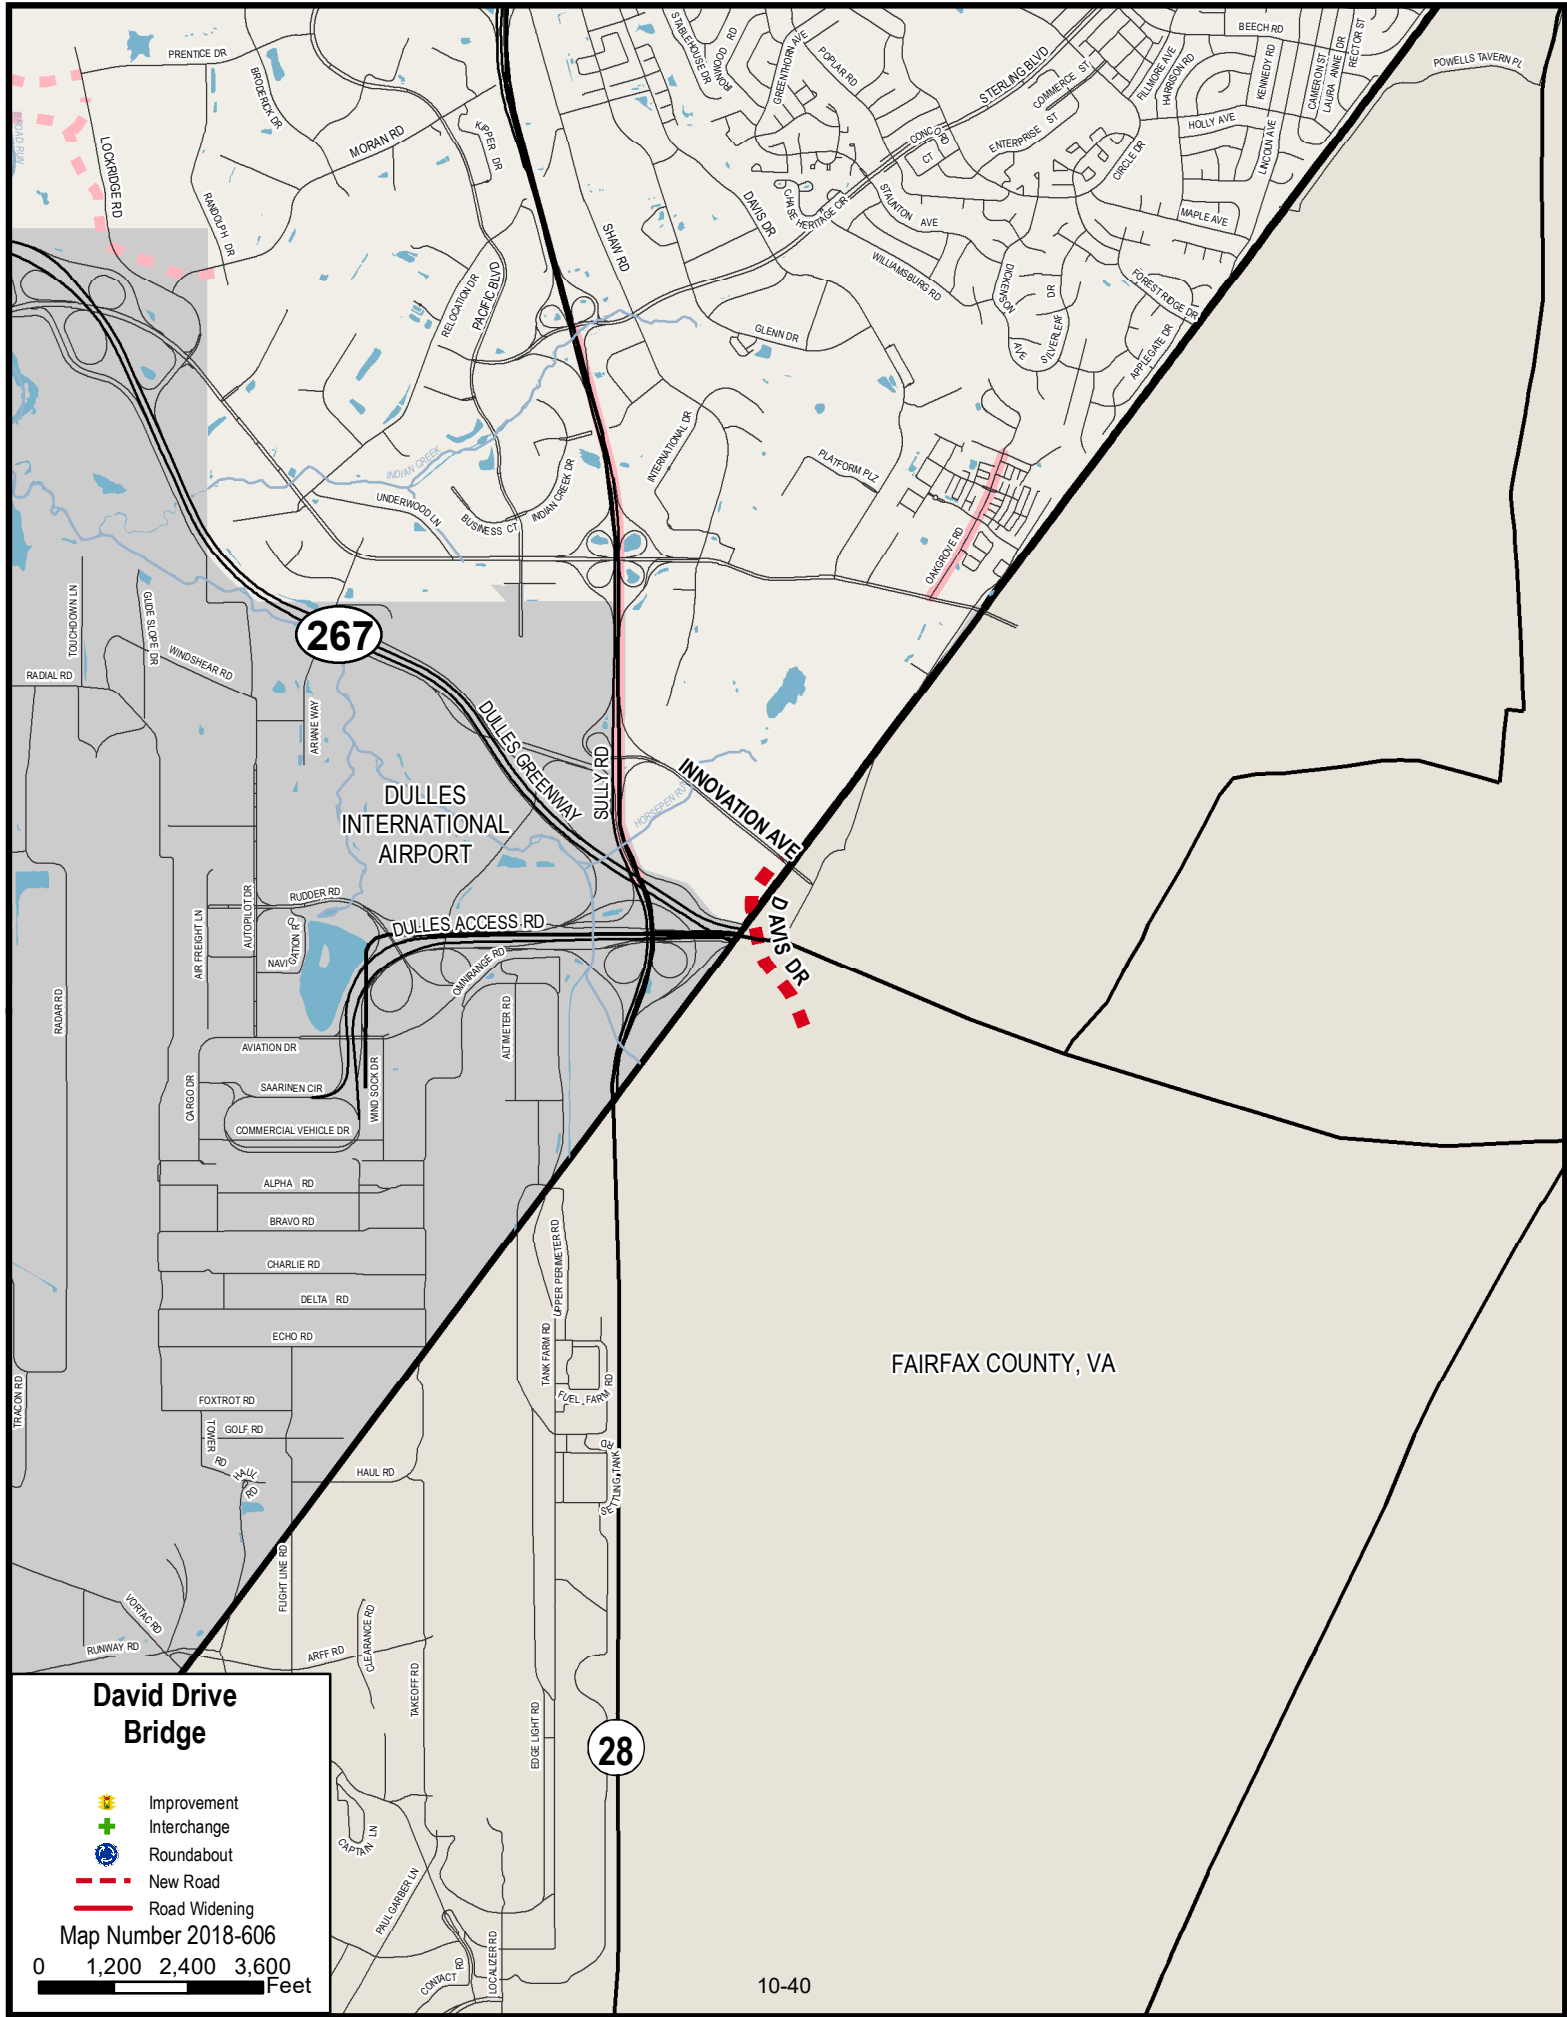 PRENTICE DR
BRODERICK DR
MORAN RD
KIPPER DR
STABLEHOUSE DR
ROWOOD RD
GREENTHORN AVE
POPLAR RD
STERLING BLVD
COMMERCE ST
ENTERPRISE ST
CONCORD CT
FILLMORE AVE
HARRISON RD
BEECH RD
KENNEDY RD
CAMERON ST
LAURA ANNE DR
RECTOR ST
POWELLS TAVERN PL
HOLLY AVE
LINCOLN AVE
CIRCLE DR
MAPLE AVE
BROAD RUN
LOCKRIDGE RD
RANDOLPH DR
SHAW RD
DAVIS DR
CHASE HERITAGE CIR
STAUNTON AVE
WILLIAMSBURG RD
DICKENSON AVE
SILVERLEAF DR
FOREST RIDGE DR
APPLEGATE DR
RELOCATION DR
PACIFIC BLVD
GLENN DR
INTERNATIONAL DR
PLATFORM PLZ
OAKGROVE RD
INDIAN CREEK
UNDERWOOD LN
BUSINESS CT
INDIAN CREEK DR
TOUCHDOWN LN
GLIDE SLOPE DR
WINDSHEAR RD
RADIAL RD
ARIANE WAY
267
DULLES GREENWAY
SULLY RD
INNOVATION AVE
HORSEPEN RUN
DULLES
INTERNATIONAL
AIRPORT
DAVIS DR
RUDDER RD
DULLES ACCESS RD
AIR FREIGHT LN
AUTOPILOT DR
NAVIGATION R
OMNIRANGE RD
ALTIMETER RD
RADAR RD
AVIATION DR
SAARINEN CIR
WIND SOCK DR
CARGO DR
COMMERCIAL VEHICLE DR
ALPHA RD
BRAVO RD
CHARLIE RD
DELTA RD
ECHO RD
UPPER PERIMETER RD
TANK FARM RD
FUEL FARM RD
SETTLING TANK RD
FAIRFAX COUNTY, VA
TRACON RD
FOXTROT RD
TOWER RD
GOLF RD
HAUL RD
HAUL RD
FLIGHT LINE RD
VORTAC RD
RUNWAY RD
ARFF RD
CLEARANCE RD
TAKEOFF RD
EDGE LIGHT RD
28
CAPTAIN LN
PAUL GARBER LN
CONTACT RD
LOCALIZER RD
David Drive
Bridge
Improvement
Interchange
Roundabout
New Road
Road Widening
Map Number 2018-606
0 1,200 2,400 3,600
Feet
10-40